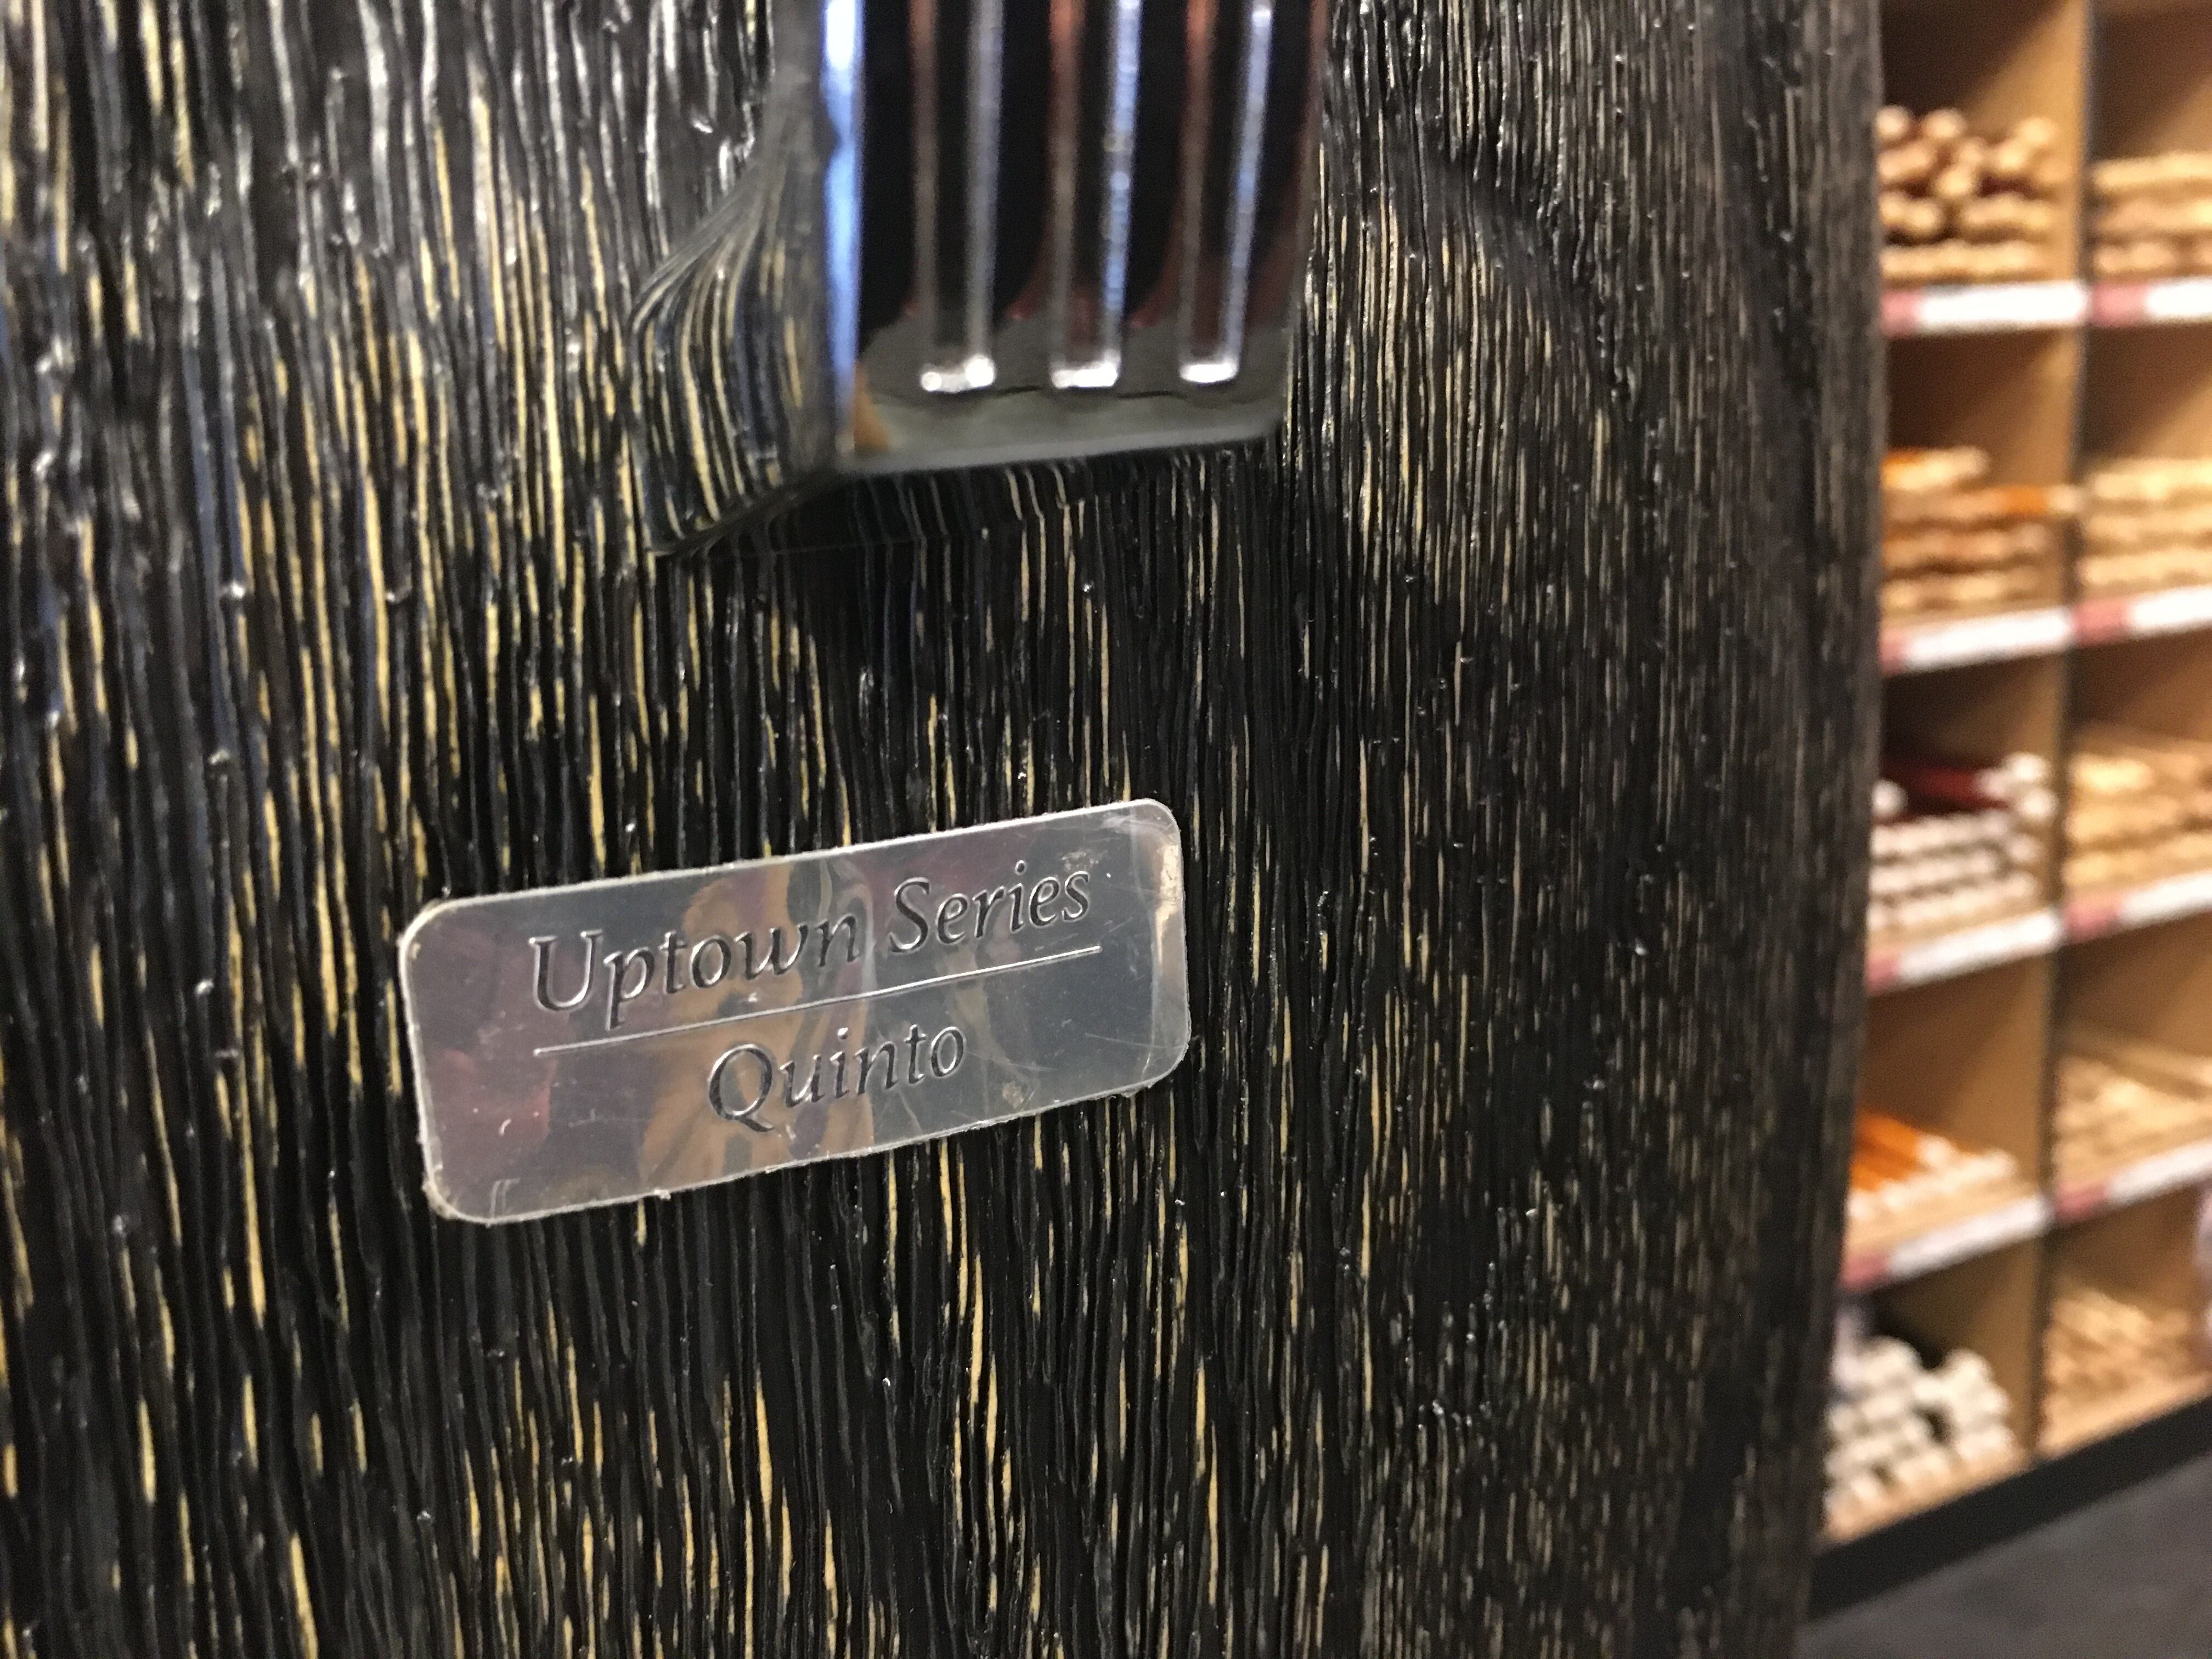 Uptown Series
Quinto